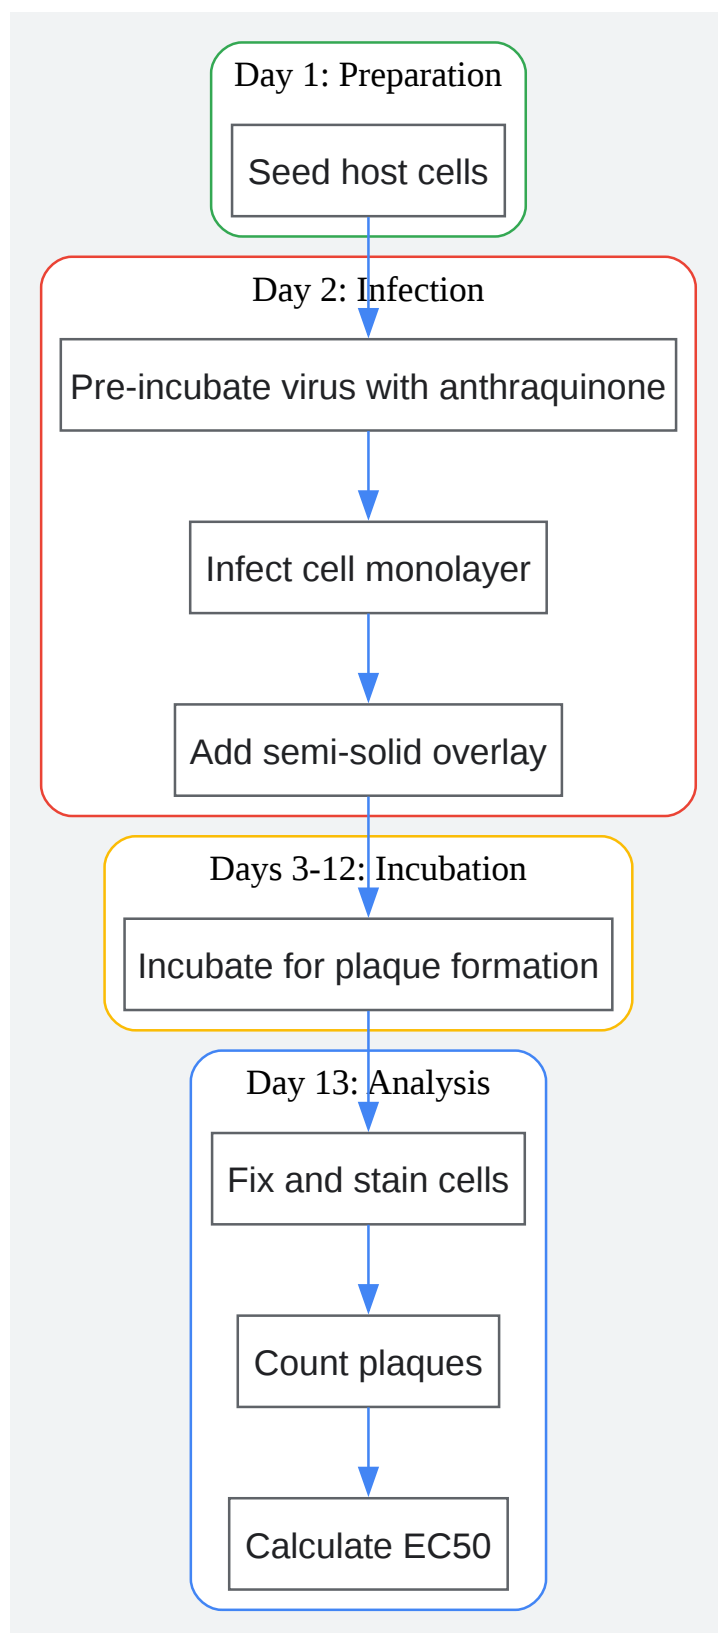 Day 1: Preparation
Seed host cells
Day 2: Infection
Pre-incubate virus with anthraquinone
Infect cell monolayer
Add semi-solid overlay
Days 3-12: Incubation
Incubate for plaque formation
Day 13: Analysis
Fix and stain cells
Count plaques
Calculate EC50